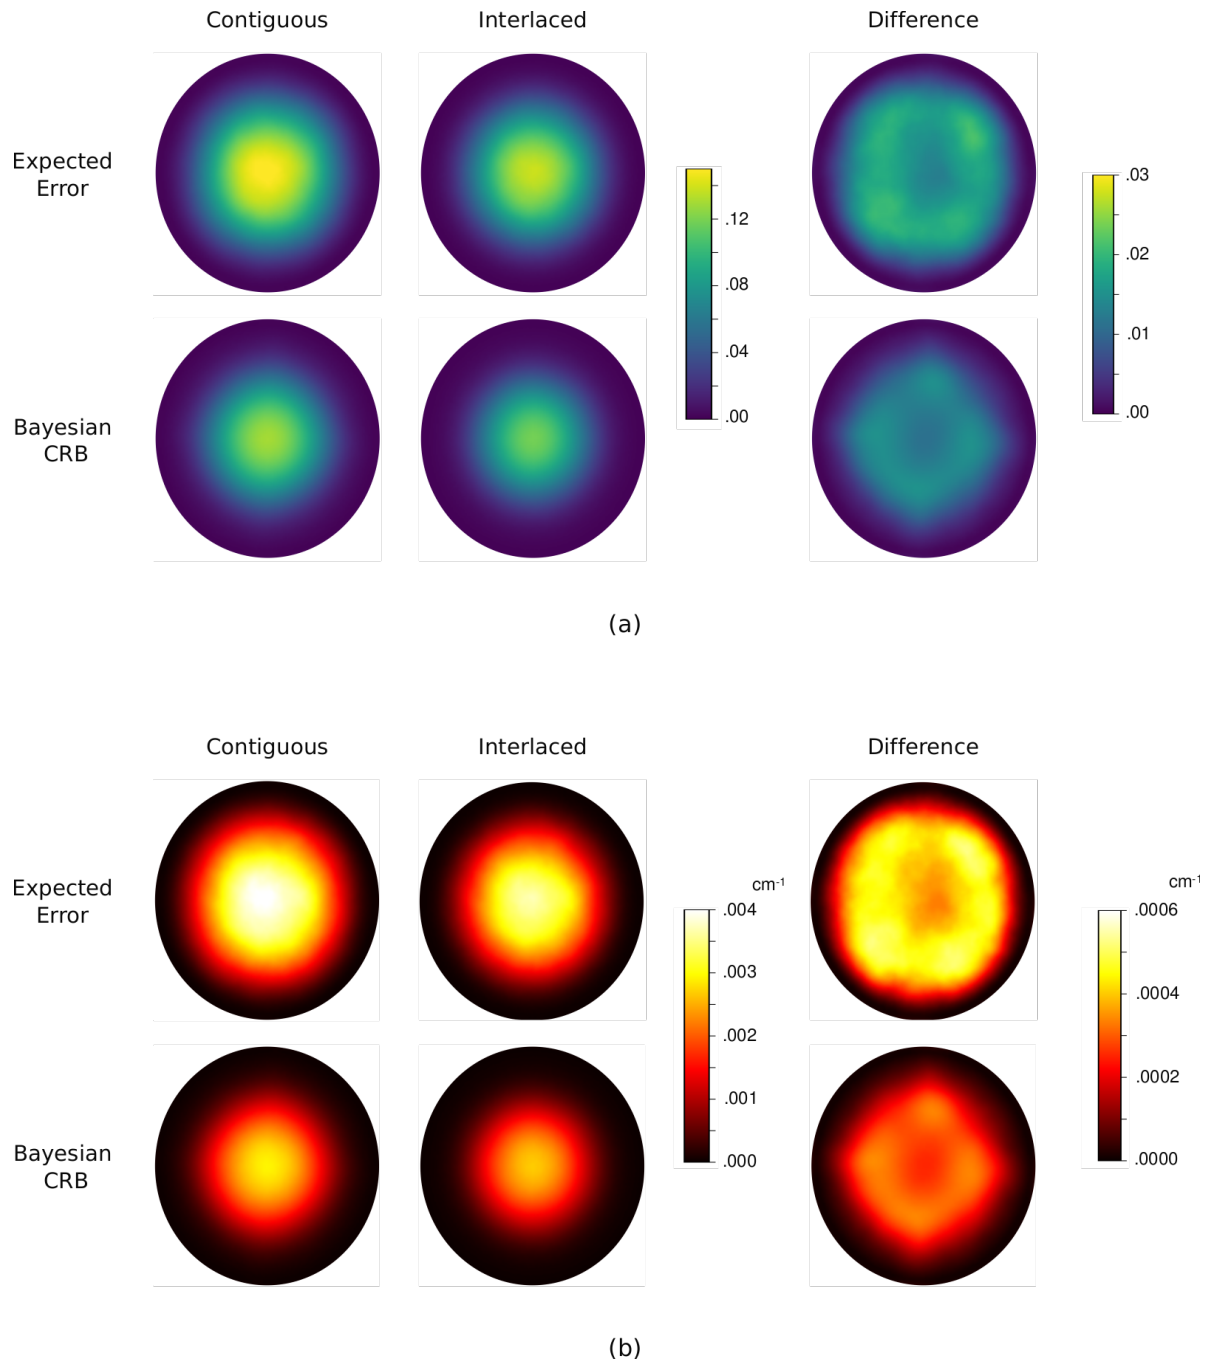 Contiguous
Interlaced
Difference
Expected
Error
.12
.08
.04
.00
.03
.02
.01
.00
Bayesian
CRB
(a)
Contiguous
Interlaced
Difference
Expected
Error
cm-1
.004
.003
.002
.001
.000
cm-1
.0006
.0004
.0002
.0000
Bayesian
CRB
(b)